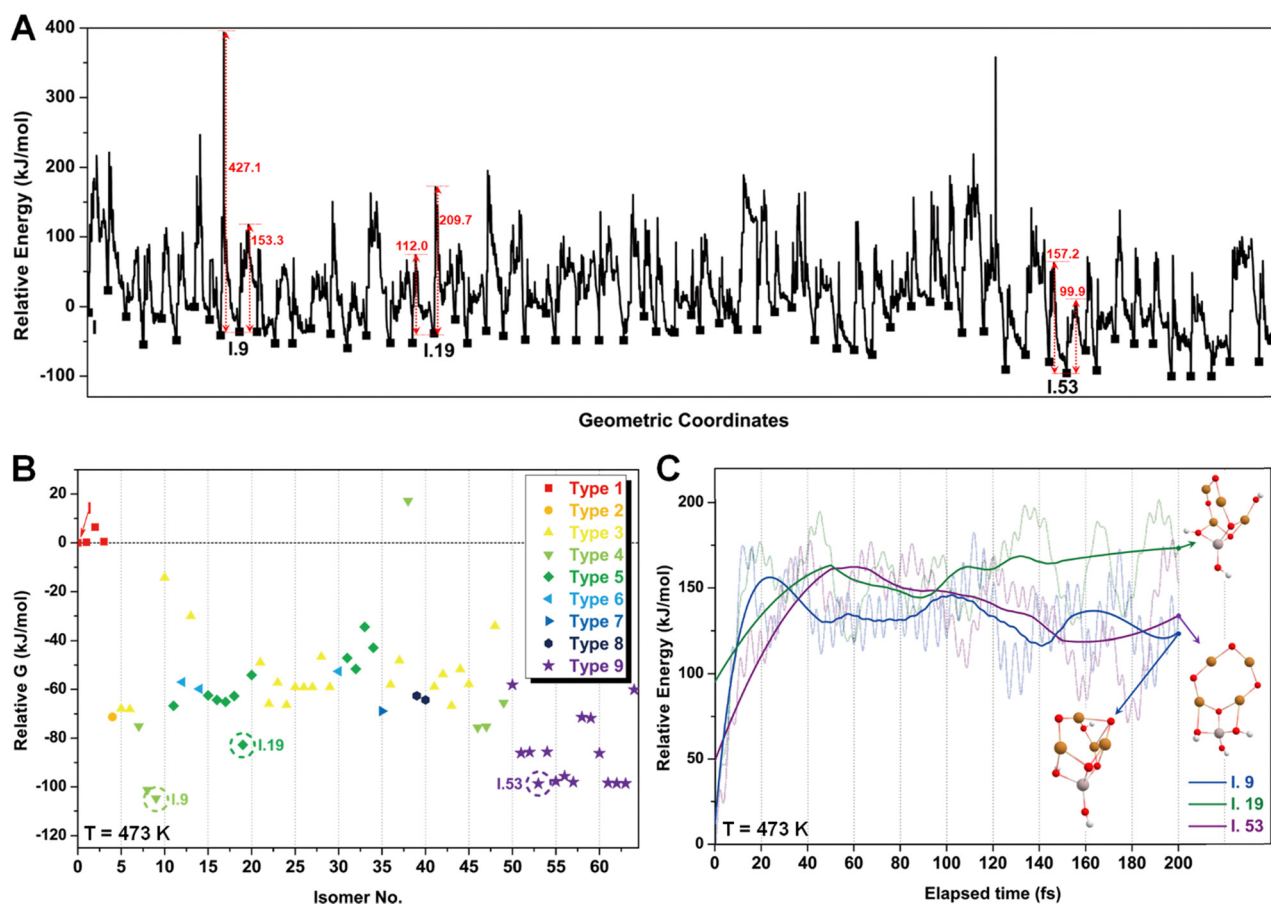 A
400
300
200
100
0
-100
Relative Energy (kJ/mol)
427.1
153.3
112.0
209.7
157.2
99.9
I
I.9
I.19
I.53
Geometric Coordinates
B
20
0
-20
-40
-60
-80
-100
-120
Relative G (kJ/mol)
I
I.9
I.19
I.53
Type 1
Type 2
Type 3
Type 4
Type 5
Type 6
Type 7
Type 8
Type 9
T = 473 K
0 5 10 15 20 25 30 35 40 45 50 55 60
Isomer No.
C
200
150
100
50
0
Relative Energy (kJ/mol)
I. 9
I. 19
I. 53
T = 473 K
0 20 40 60 80 100 120 140 160 180 200
Elapsed time (fs)